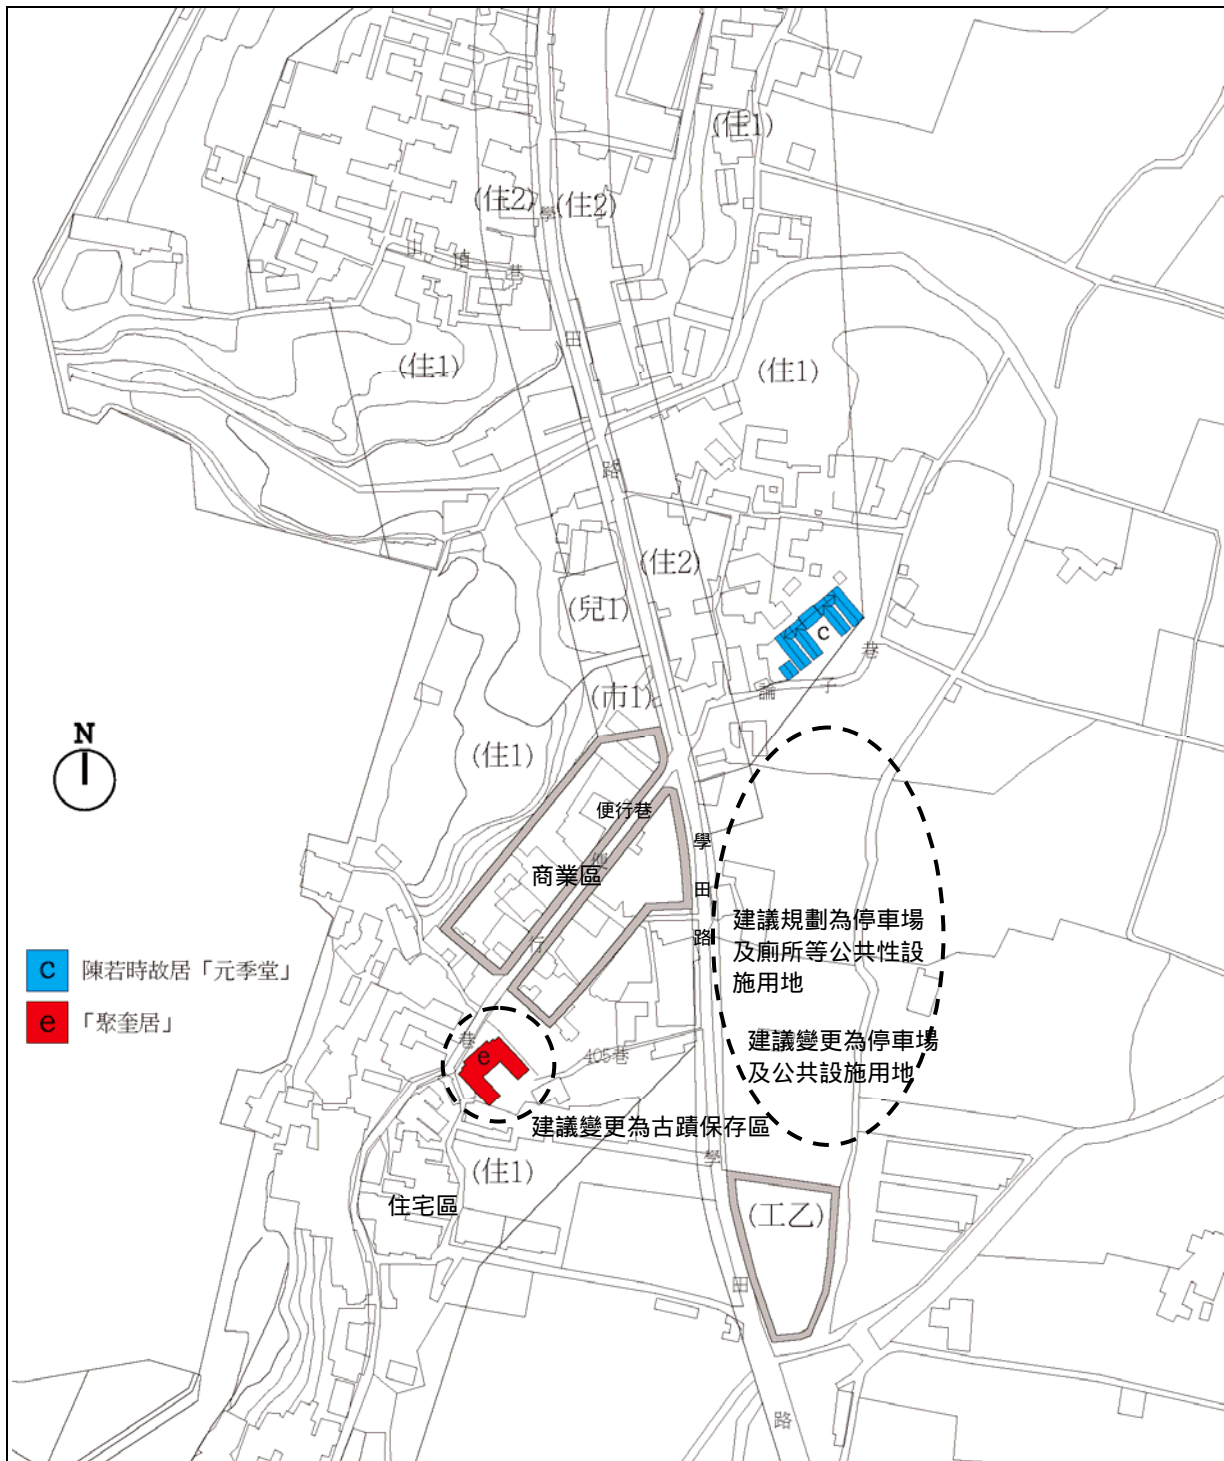 (住1)
(住2)
(住2)
學
山 頂 巷
田
(住1)
(住1)
路
(住2)
(兒1)
c
巷
論 子
(市1)
N
(住1)
便行巷
學
田
路
商業區
便
行
巷
建議規劃為停車場
及廁所等公共性設
施用地
建議變更為停車場
及公共設施用地
c 陳若時故居「元季堂」
e 「聚奎居」
e
405巷
建議變更為古蹟保存區
學
(住1)
住宅區
(工乙)
田
路